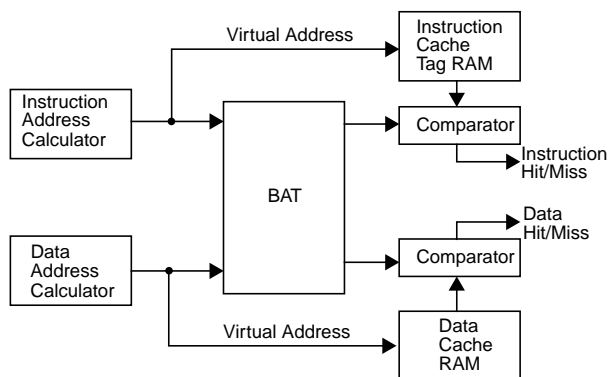 Virtual Address
Instruction
Cache
Tag RAM
Instruction
Address
Calculator
Comparator
Instruction
Hit/Miss
BAT
Data
Hit/Miss
Data
Address
Calculator
Comparator
Virtual Address
Data
Cache
RAM